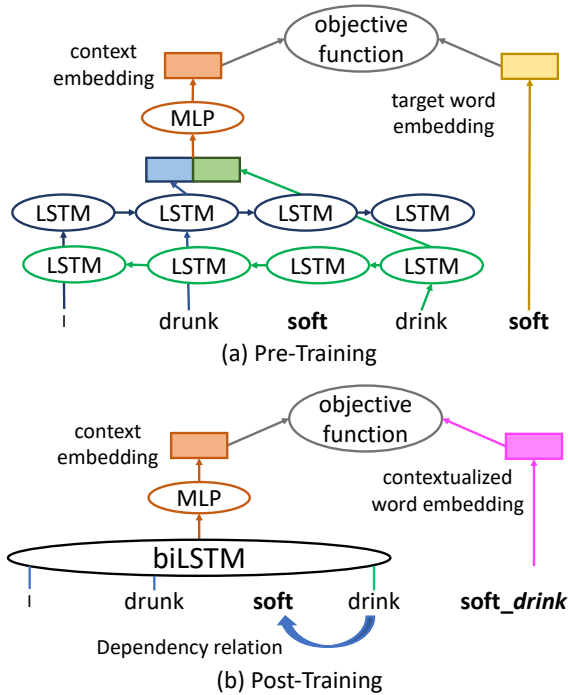 context
embedding
objective
function
target word
embedding
MLP
LSTM LSTM LSTM LSTM
LSTM LSTM LSTM LSTM
I drunk soft drink soft
(a) Pre-Training
context
embedding
objective
function
contextualized
word embedding
MLP
biLSTM
I drunk soft drink soft_drink
Dependency relation
(b) Post-Training